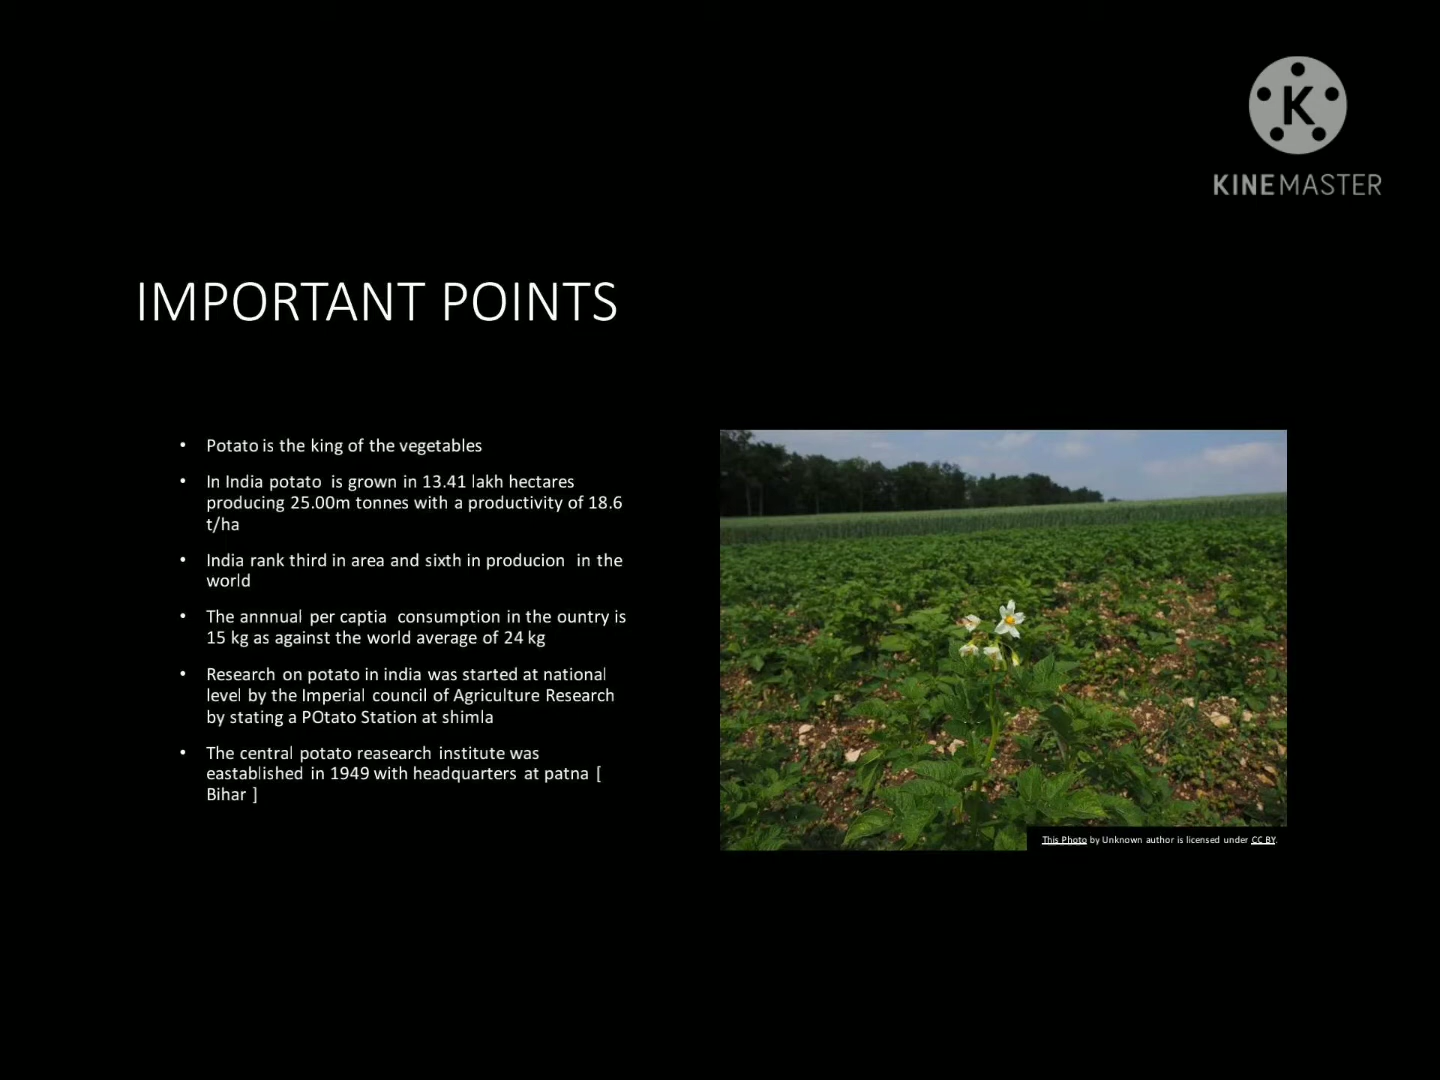 K
KINEMASTER
IMPORTANT POINTS
• Potato is the king of the vegetables
• In India potato is grown in 13.41 lakh hectares
producing 25.00m tonnes with a productivity of 18.6
t/ha
• India rank third in area and sixth in producion in the
world
• The annnual per captia consumption in the ountry is
15 kg as against the world average of 24 kg
• Research on potato in india was started at national
level by the Imperial council of Agriculture Research
by stating a POtato Station at shimla
• The central potato reasearch institute was
eastablished in 1949 with headquarters at patna [
Bihar ]
This Photo by Unknown author is licensed under CC BY.